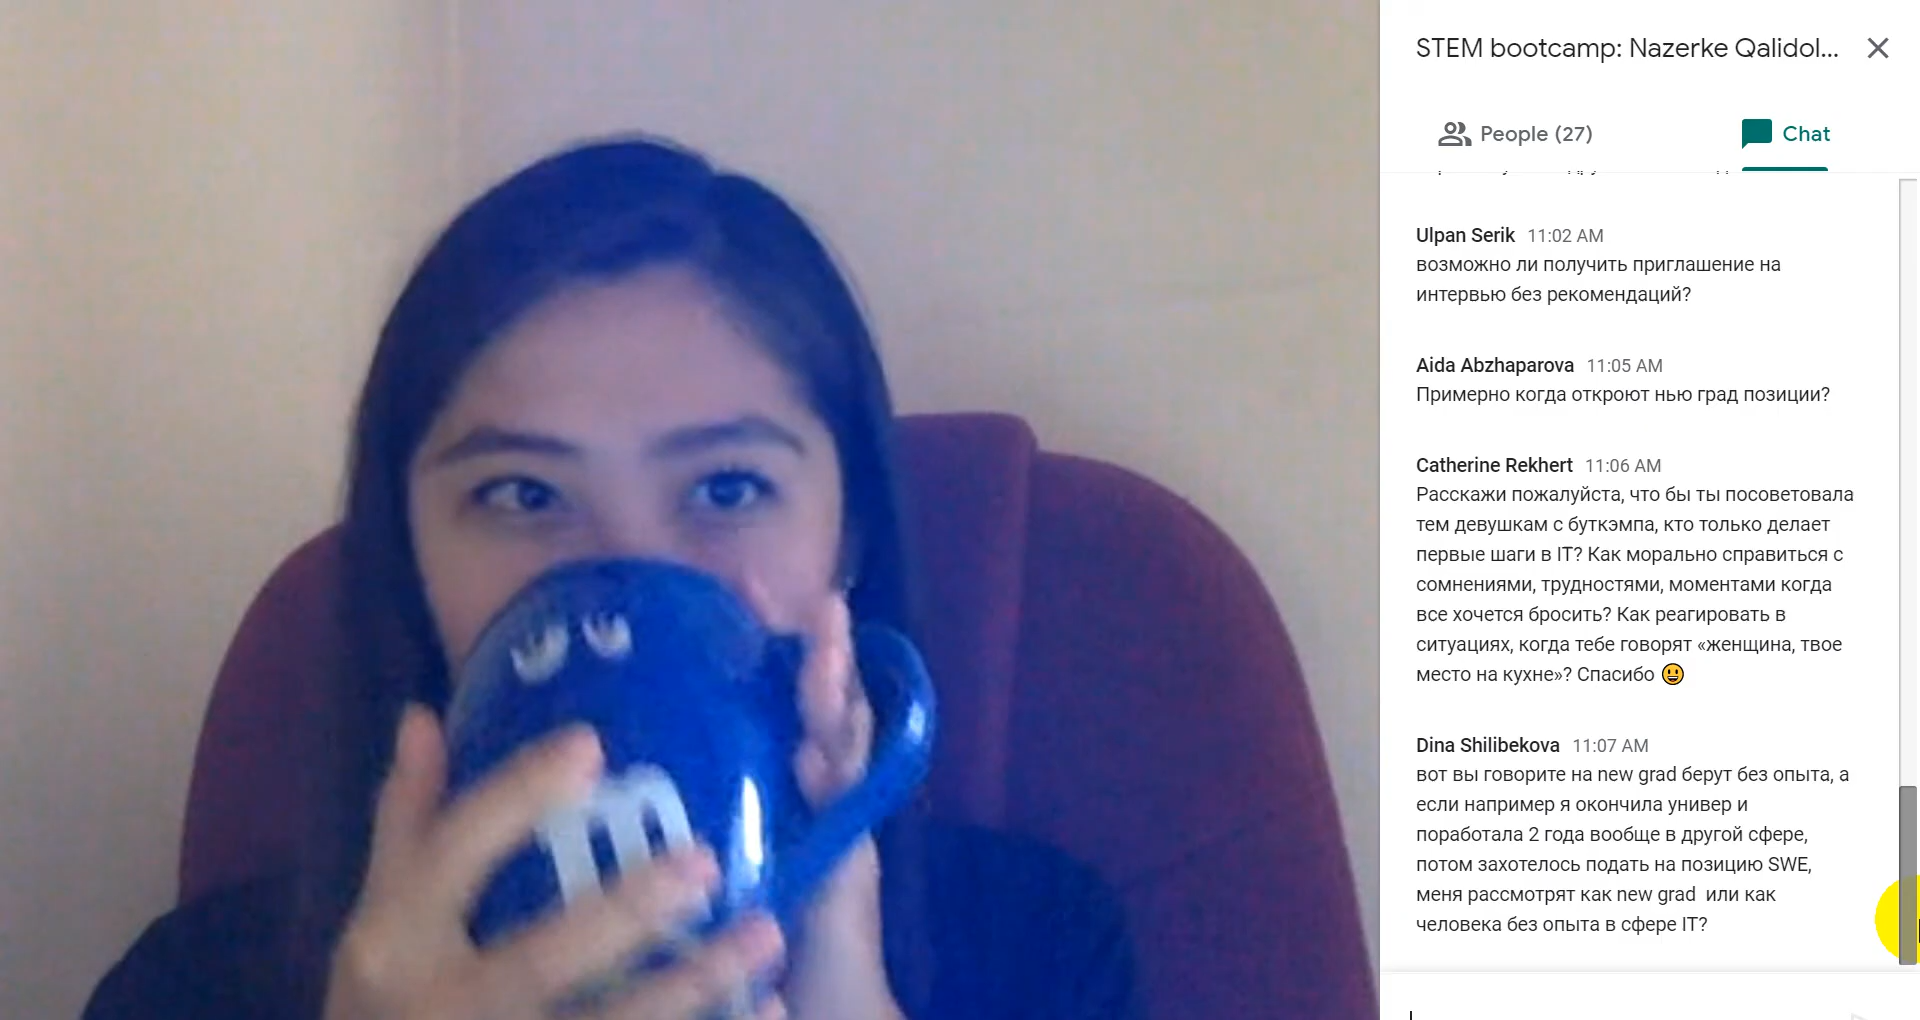 STEM bootcamp: Nazerke Qalidol...
People (27)
Chat
Ulpan Serik 11:02 AM
возможно ли получить приглашение на
интервью без рекомендаций?
Aida Abzhaparova 11:05 AM
Примерно когда откроют нью град позиции?
Catherine Rekhert 11:06 AM
Расскажи пожалуйста, что бы ты посоветовала
тем девушкам с буткэмпа, кто только делает
первые шаги в IT? Как морально справиться с
сомнениями, трудностями, моментами когда
все хочется бросить? Как реагировать в
ситуациях, когда тебе говорят «женщина, твое
место на кухне»? Спасибо 😃
Dina Shilibekova 11:07 AM
вот вы говорите на new grad берут без опыта, а
если например я окончила универ и
поработала 2 года вообще в другой сфере,
потом захотелось подать на позицию SWE,
меня рассмотрят как new grad или как
человека без опыта в сфере IT?
m